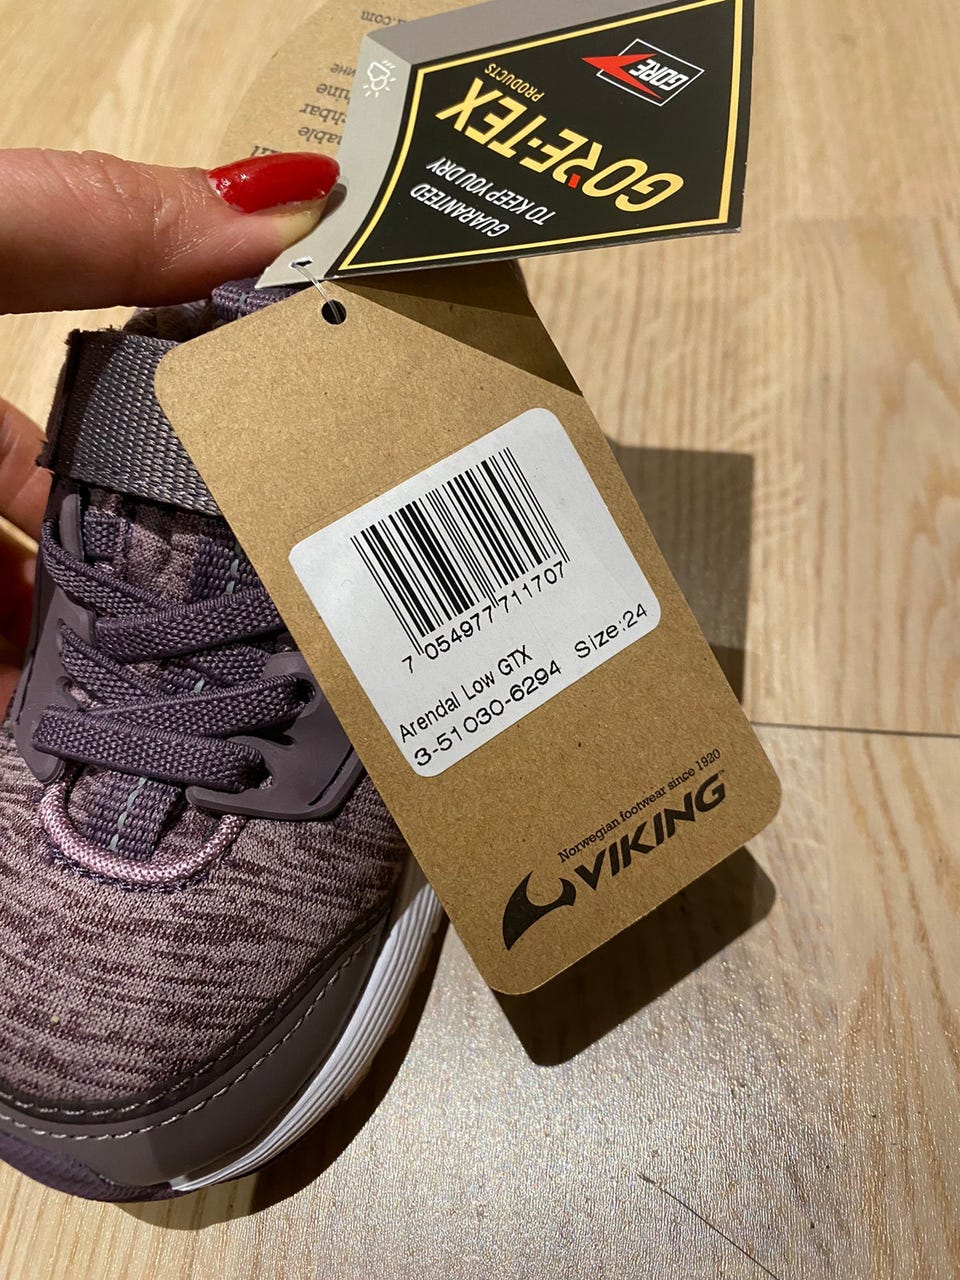 GORE
GORE-TEX
PRODUCTS
GUARANTEED
TO KEEP YOU DRY
7 054977 711707
Arendal Low GTX
3-51030-6294 Size:24
Norwegian footwear since 1920
VIKING™